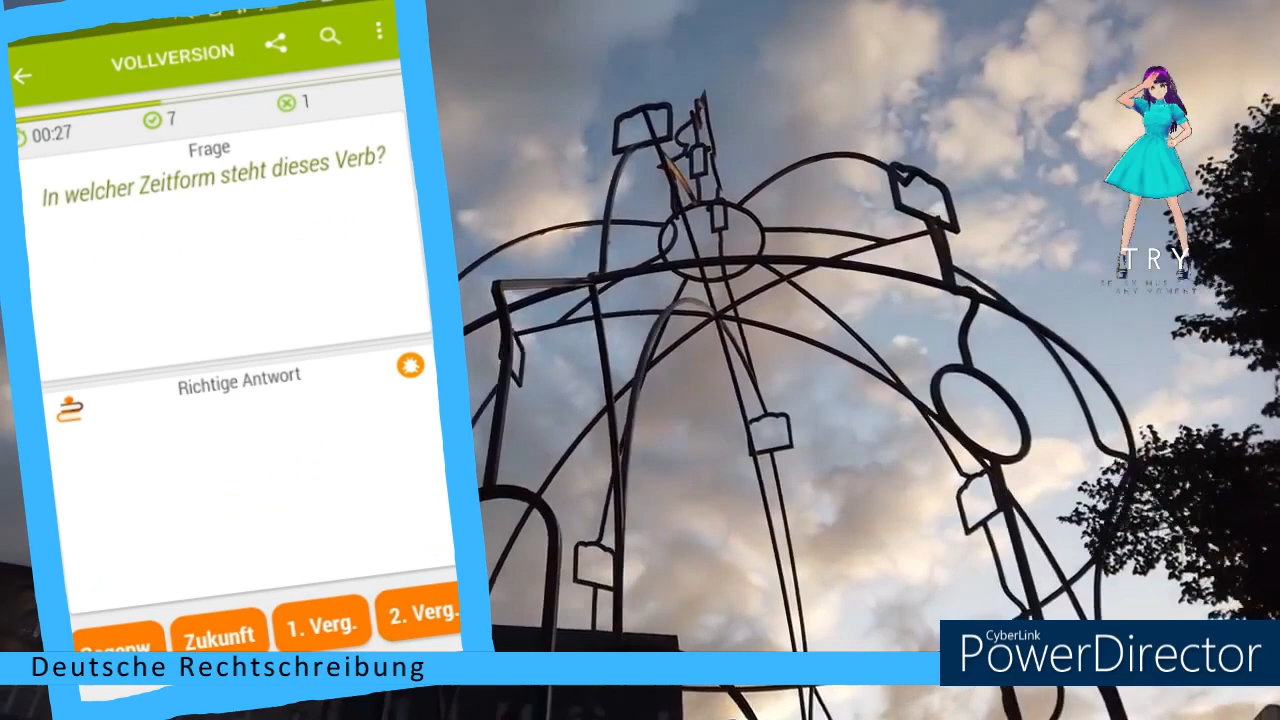 VOLLVERSION
00:27
7
1
Frage
In welcher Zeitform steht dieses Verb?
Richtige Antwort
Zukunft
1. Verg.
2. Verg.
TRY
Deutsche Rechtschreibung
CyberLink
PowerDirector